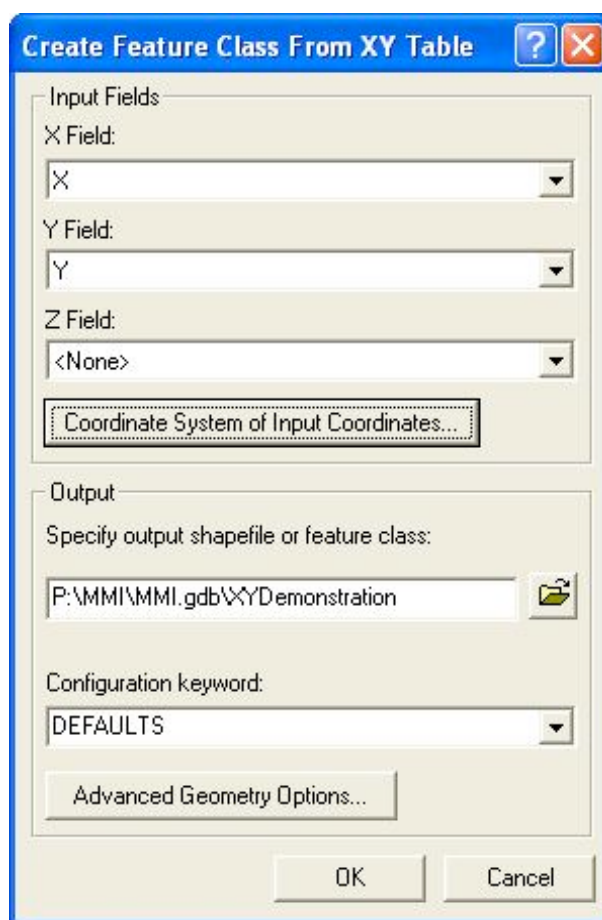 Create Feature Class From XY Table
Input Fields
X Field:
X
Y Field:
Y
Z Field:
<None>
Coordinate System of Input Coordinates...
Output
Specify output shapefile or feature class:
P:\MMI\MMI.gdb\XYDemonstration
Configuration keyword:
DEFAULTS
Advanced Geometry Options...
OK
Cancel